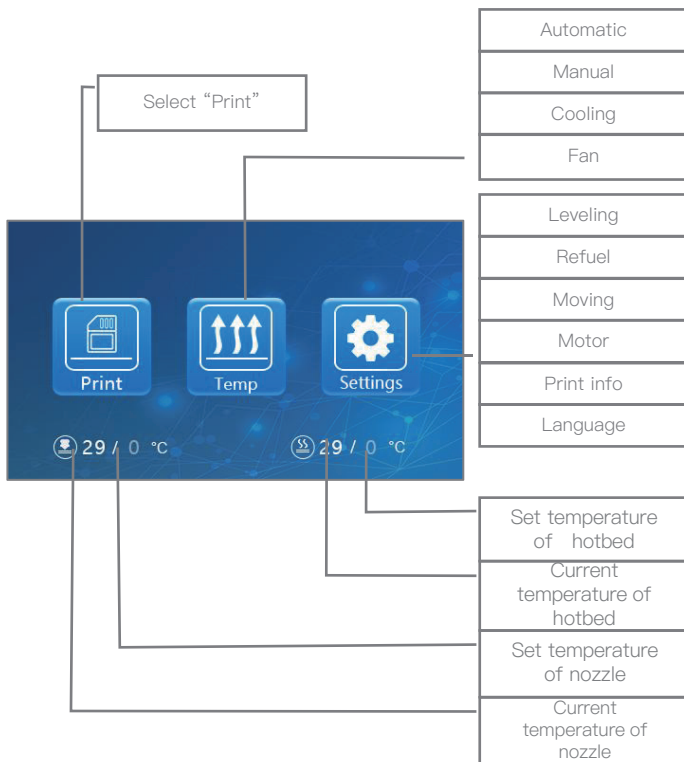 Automatic
Manual
Select “Print”
Cooling
Fan
Leveling
Refuel
Moving
Motor
Print info
Language
Print
Temp
Settings
29 / 0 °C
29 / 0 °C
Set temperature
of hotbed
Current
temperature of
hotbed
Set temperature
of nozzle
Current
temperature of
nozzle